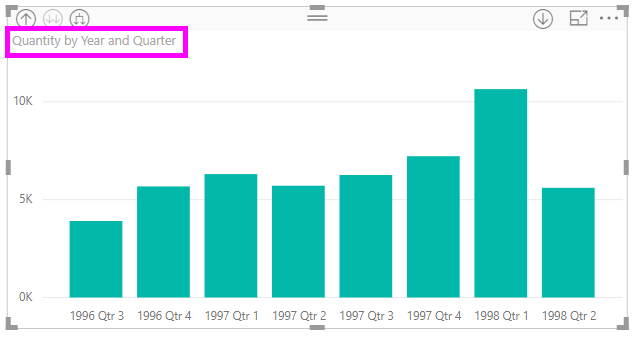 Quantity by Year and Quarter
10K
5K
0K
1996 Qtr 3 1996 Qtr 4 1997 Qtr 1 1997 Qtr 2 1997 Qtr 3 1997 Qtr 4 1998 Qtr 1 1998 Qtr 2